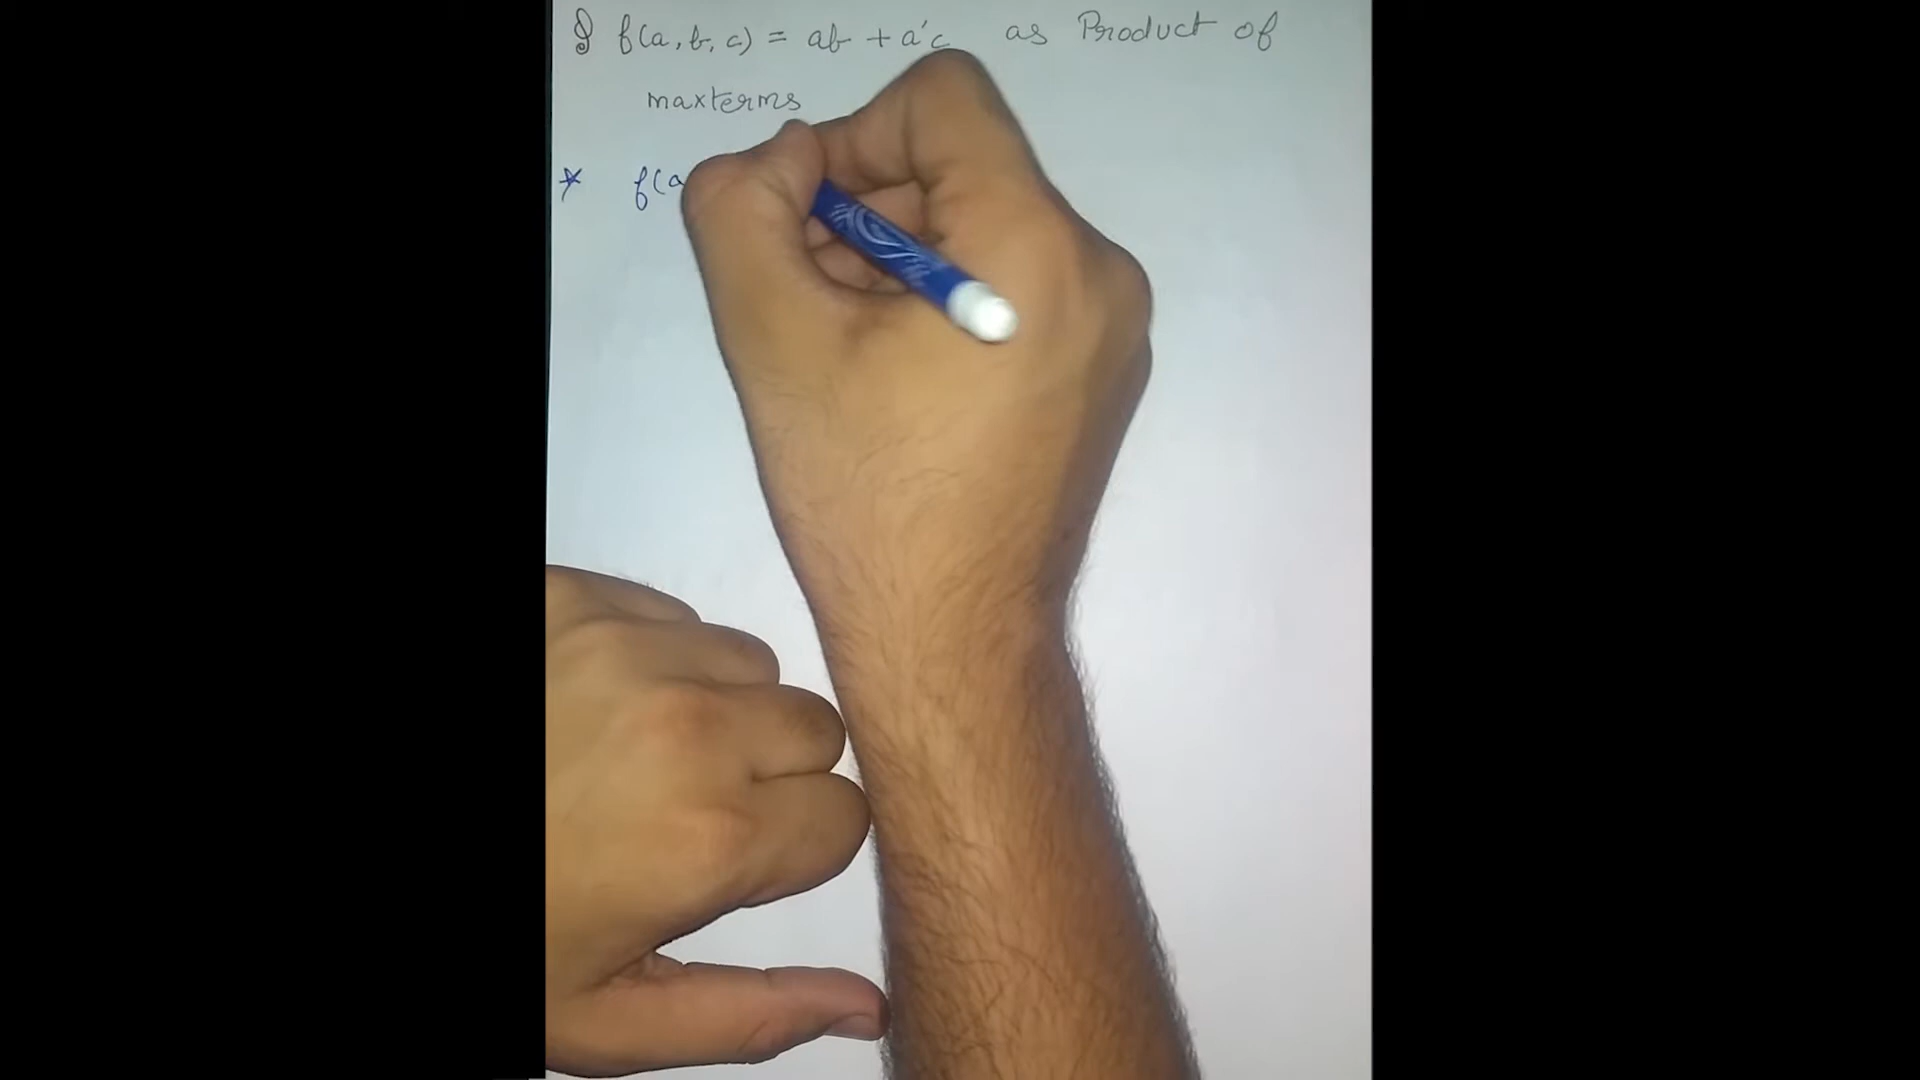 f(a, b, c) = ab + a'c as Product of
maxterms
* f(a